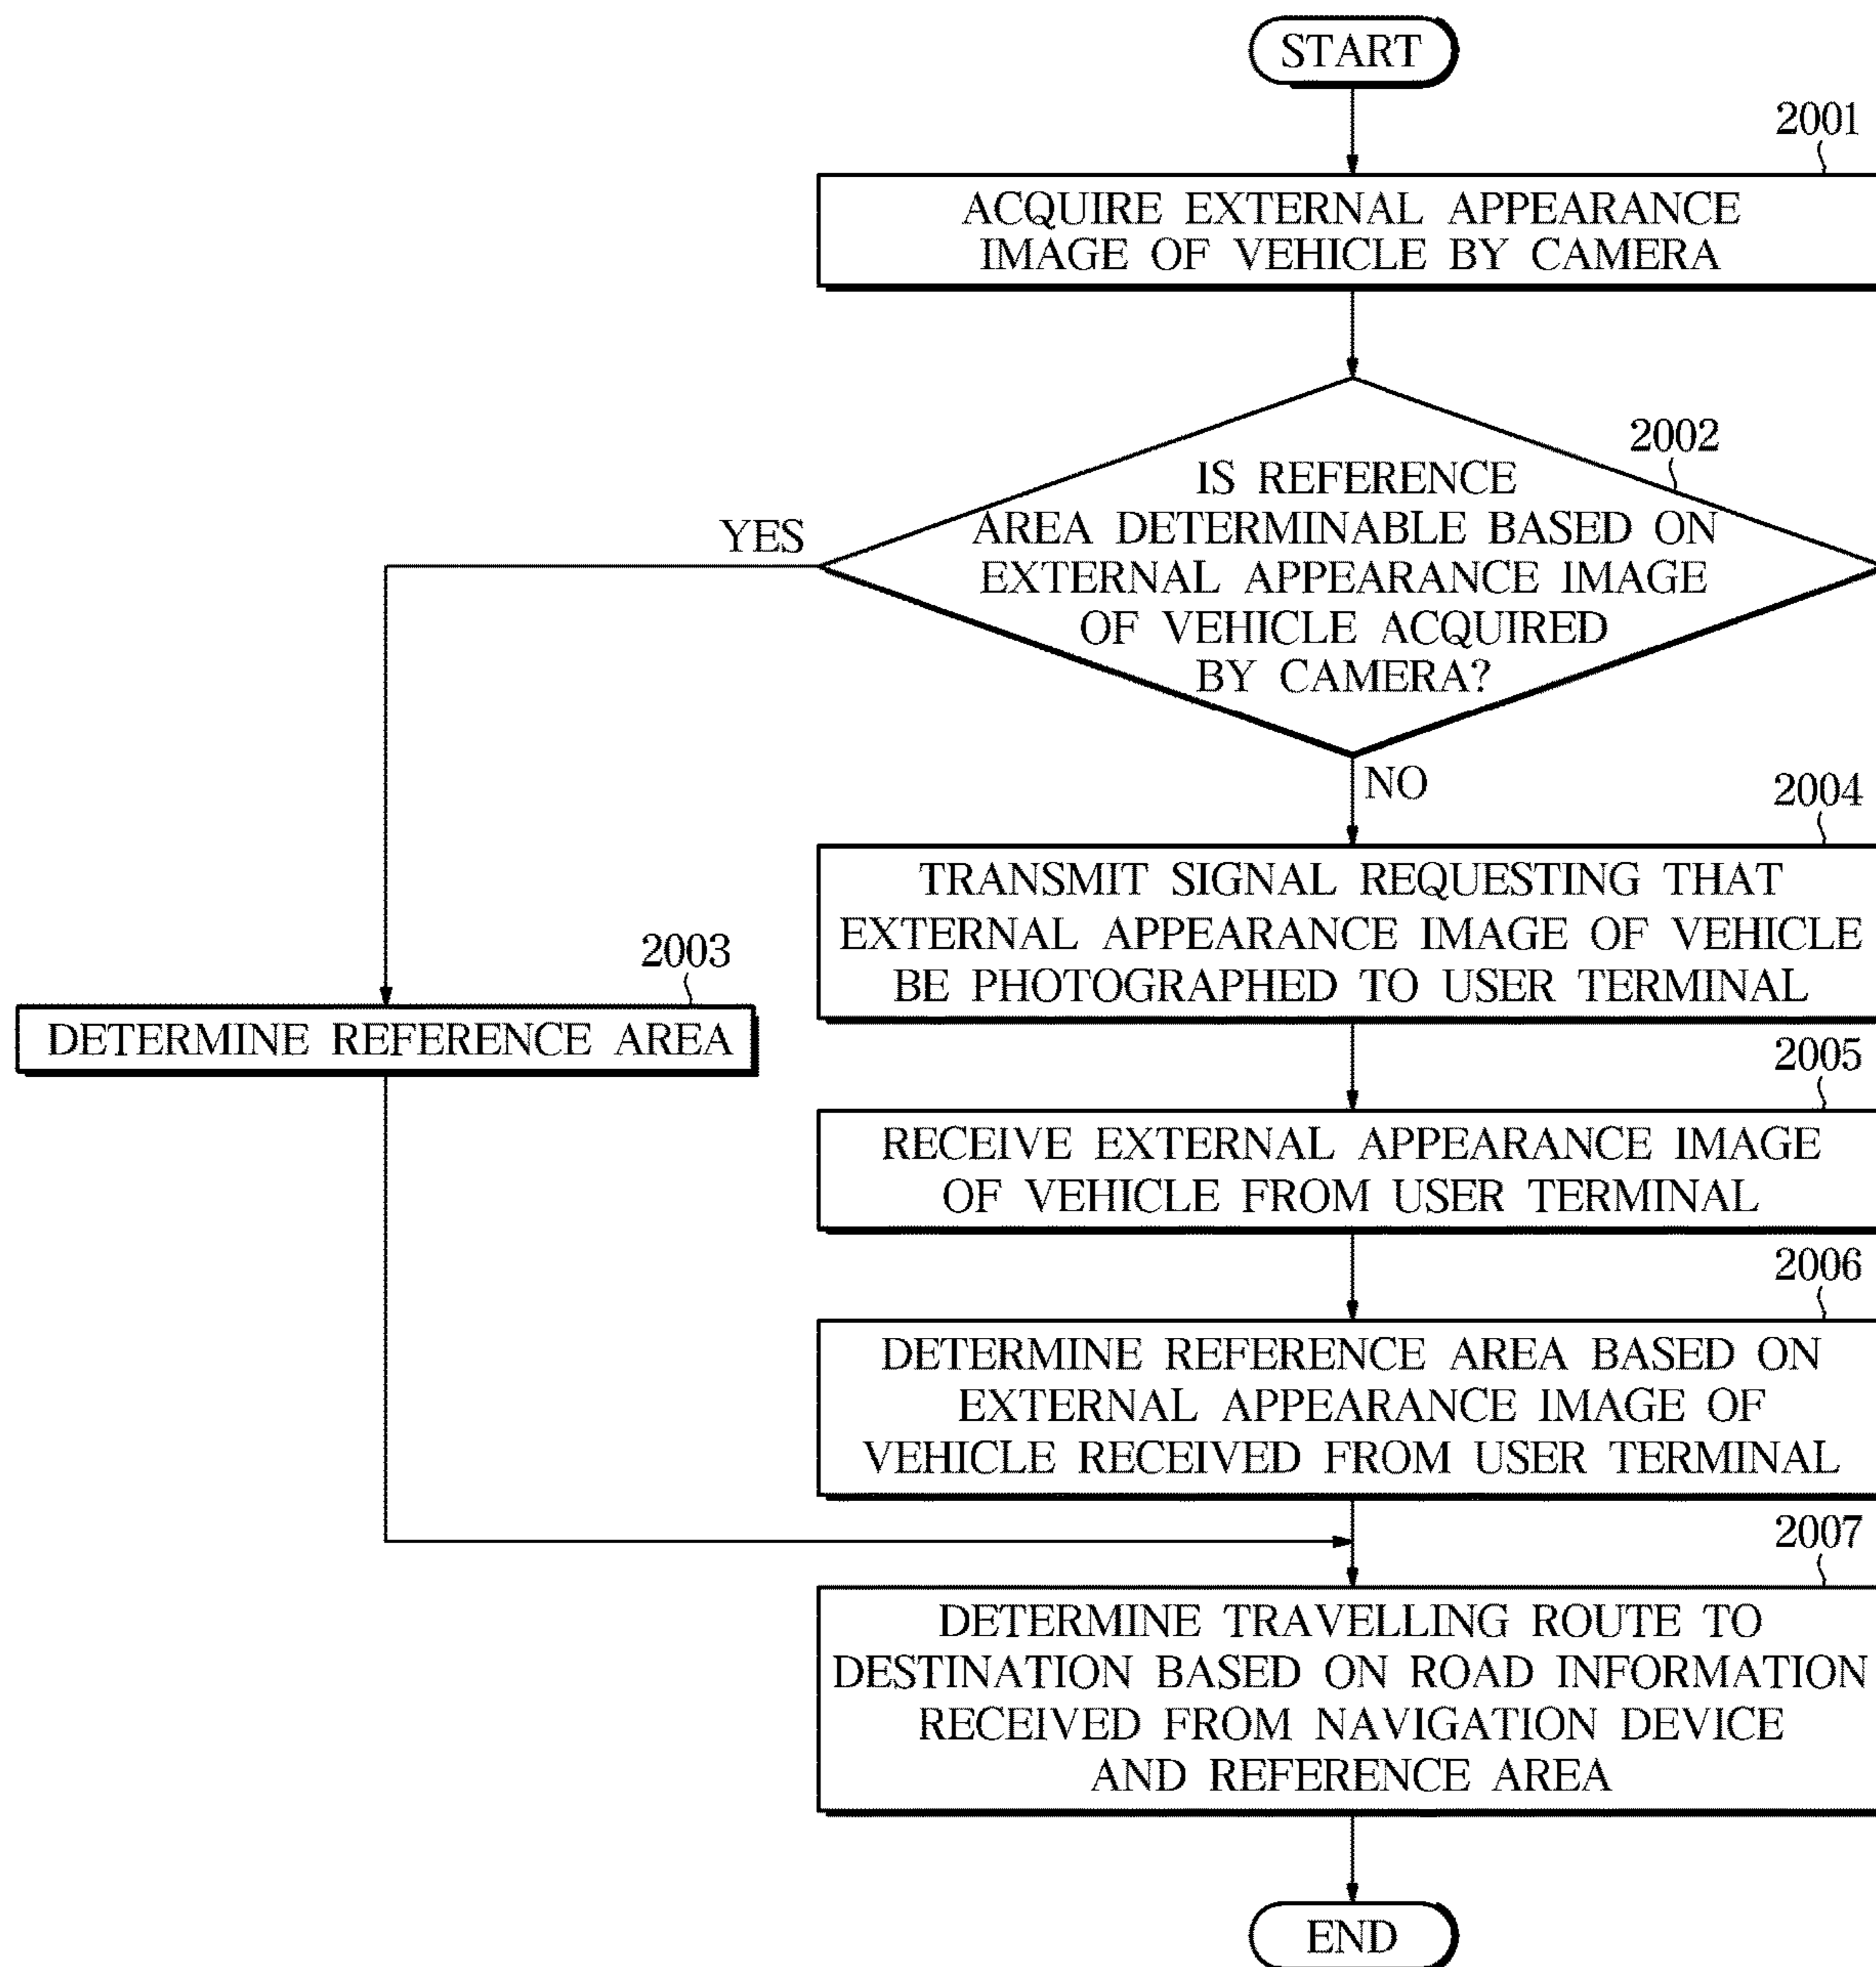 START
2001
ACQUIRE EXTERNAL APPEARANCE
IMAGE OF VEHICLE BY CAMERA
2002
IS REFERENCE
AREA DETERMINABLE BASED ON
EXTERNAL APPEARANCE IMAGE
OF VEHICLE ACQUIRED
BY CAMERA?
YES
NO
2003
DETERMINE REFERENCE AREA
2004
TRANSMIT SIGNAL REQUESTING THAT
EXTERNAL APPEARANCE IMAGE OF VEHICLE
BE PHOTOGRAPHED TO USER TERMINAL
2005
RECEIVE EXTERNAL APPEARANCE IMAGE
OF VEHICLE FROM USER TERMINAL
2006
DETERMINE REFERENCE AREA BASED ON
EXTERNAL APPEARANCE IMAGE OF
VEHICLE RECEIVED FROM USER TERMINAL
2007
DETERMINE TRAVELLING ROUTE TO
DESTINATION BASED ON ROAD INFORMATION
RECEIVED FROM NAVIGATION DEVICE
AND REFERENCE AREA
END